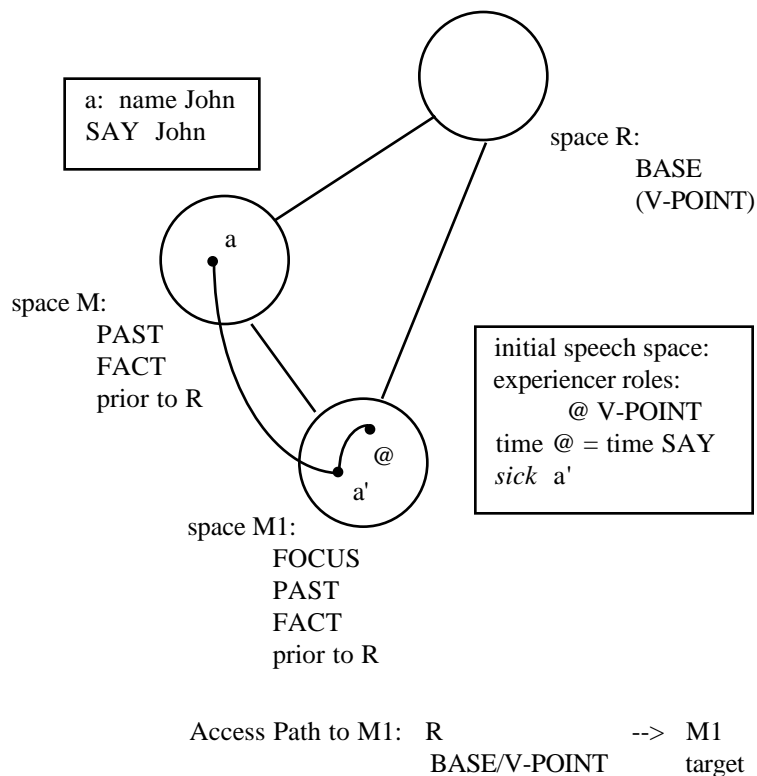 a: name John
SAY John
space R:
BASE
(V-POINT)
a
space M:
PAST
FACT
prior to R
initial speech space:
experiencer roles:
@ V-POINT
time @ = time SAY
sick a'
@
a'
space M1:
FOCUS
PAST
FACT
prior to R
Access Path to M1: R --> M1
BASE/V-POINT target